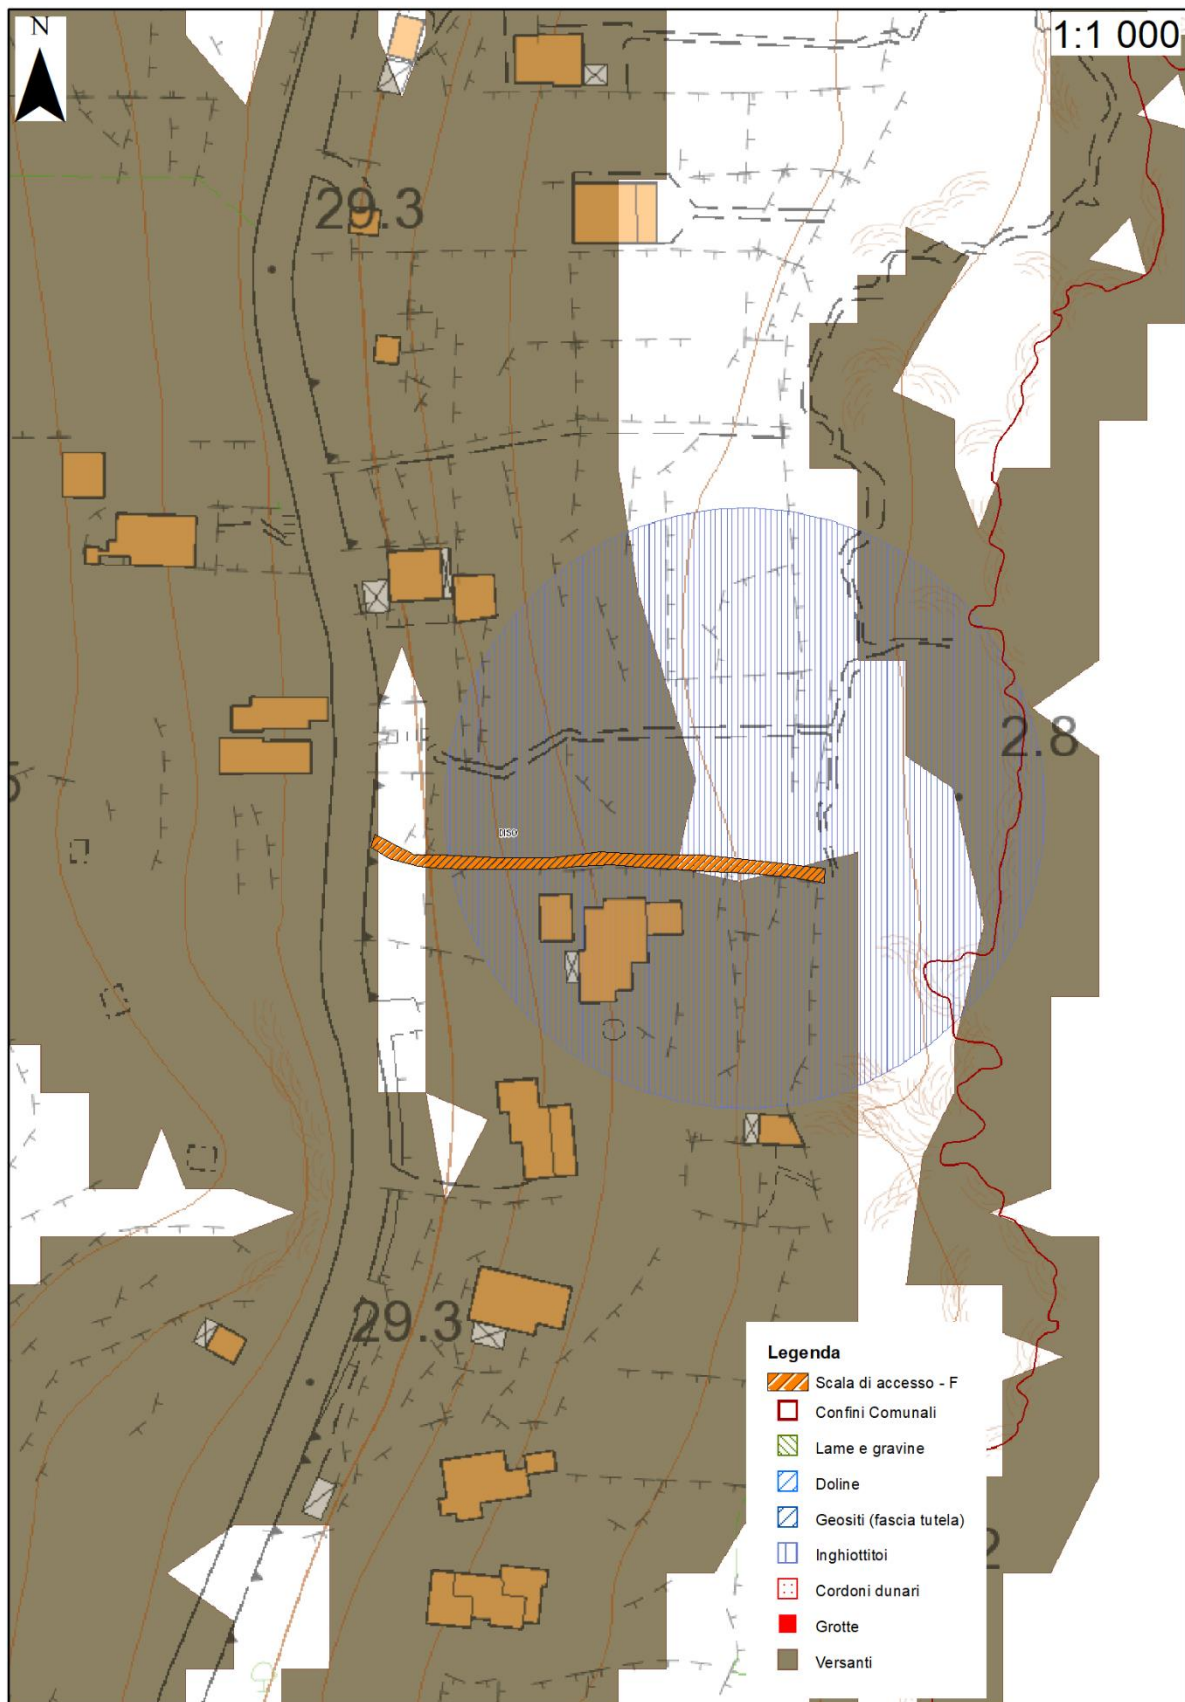 N
1:1 000
29.3
2.8
DISO
29.3
Legenda
Scala di accesso - F
Confini Comunali
Lame e gravine
Doline
Geositi (fascia tutela)
Inghiottitoi
Cordoni dunari
Grotte
Versanti